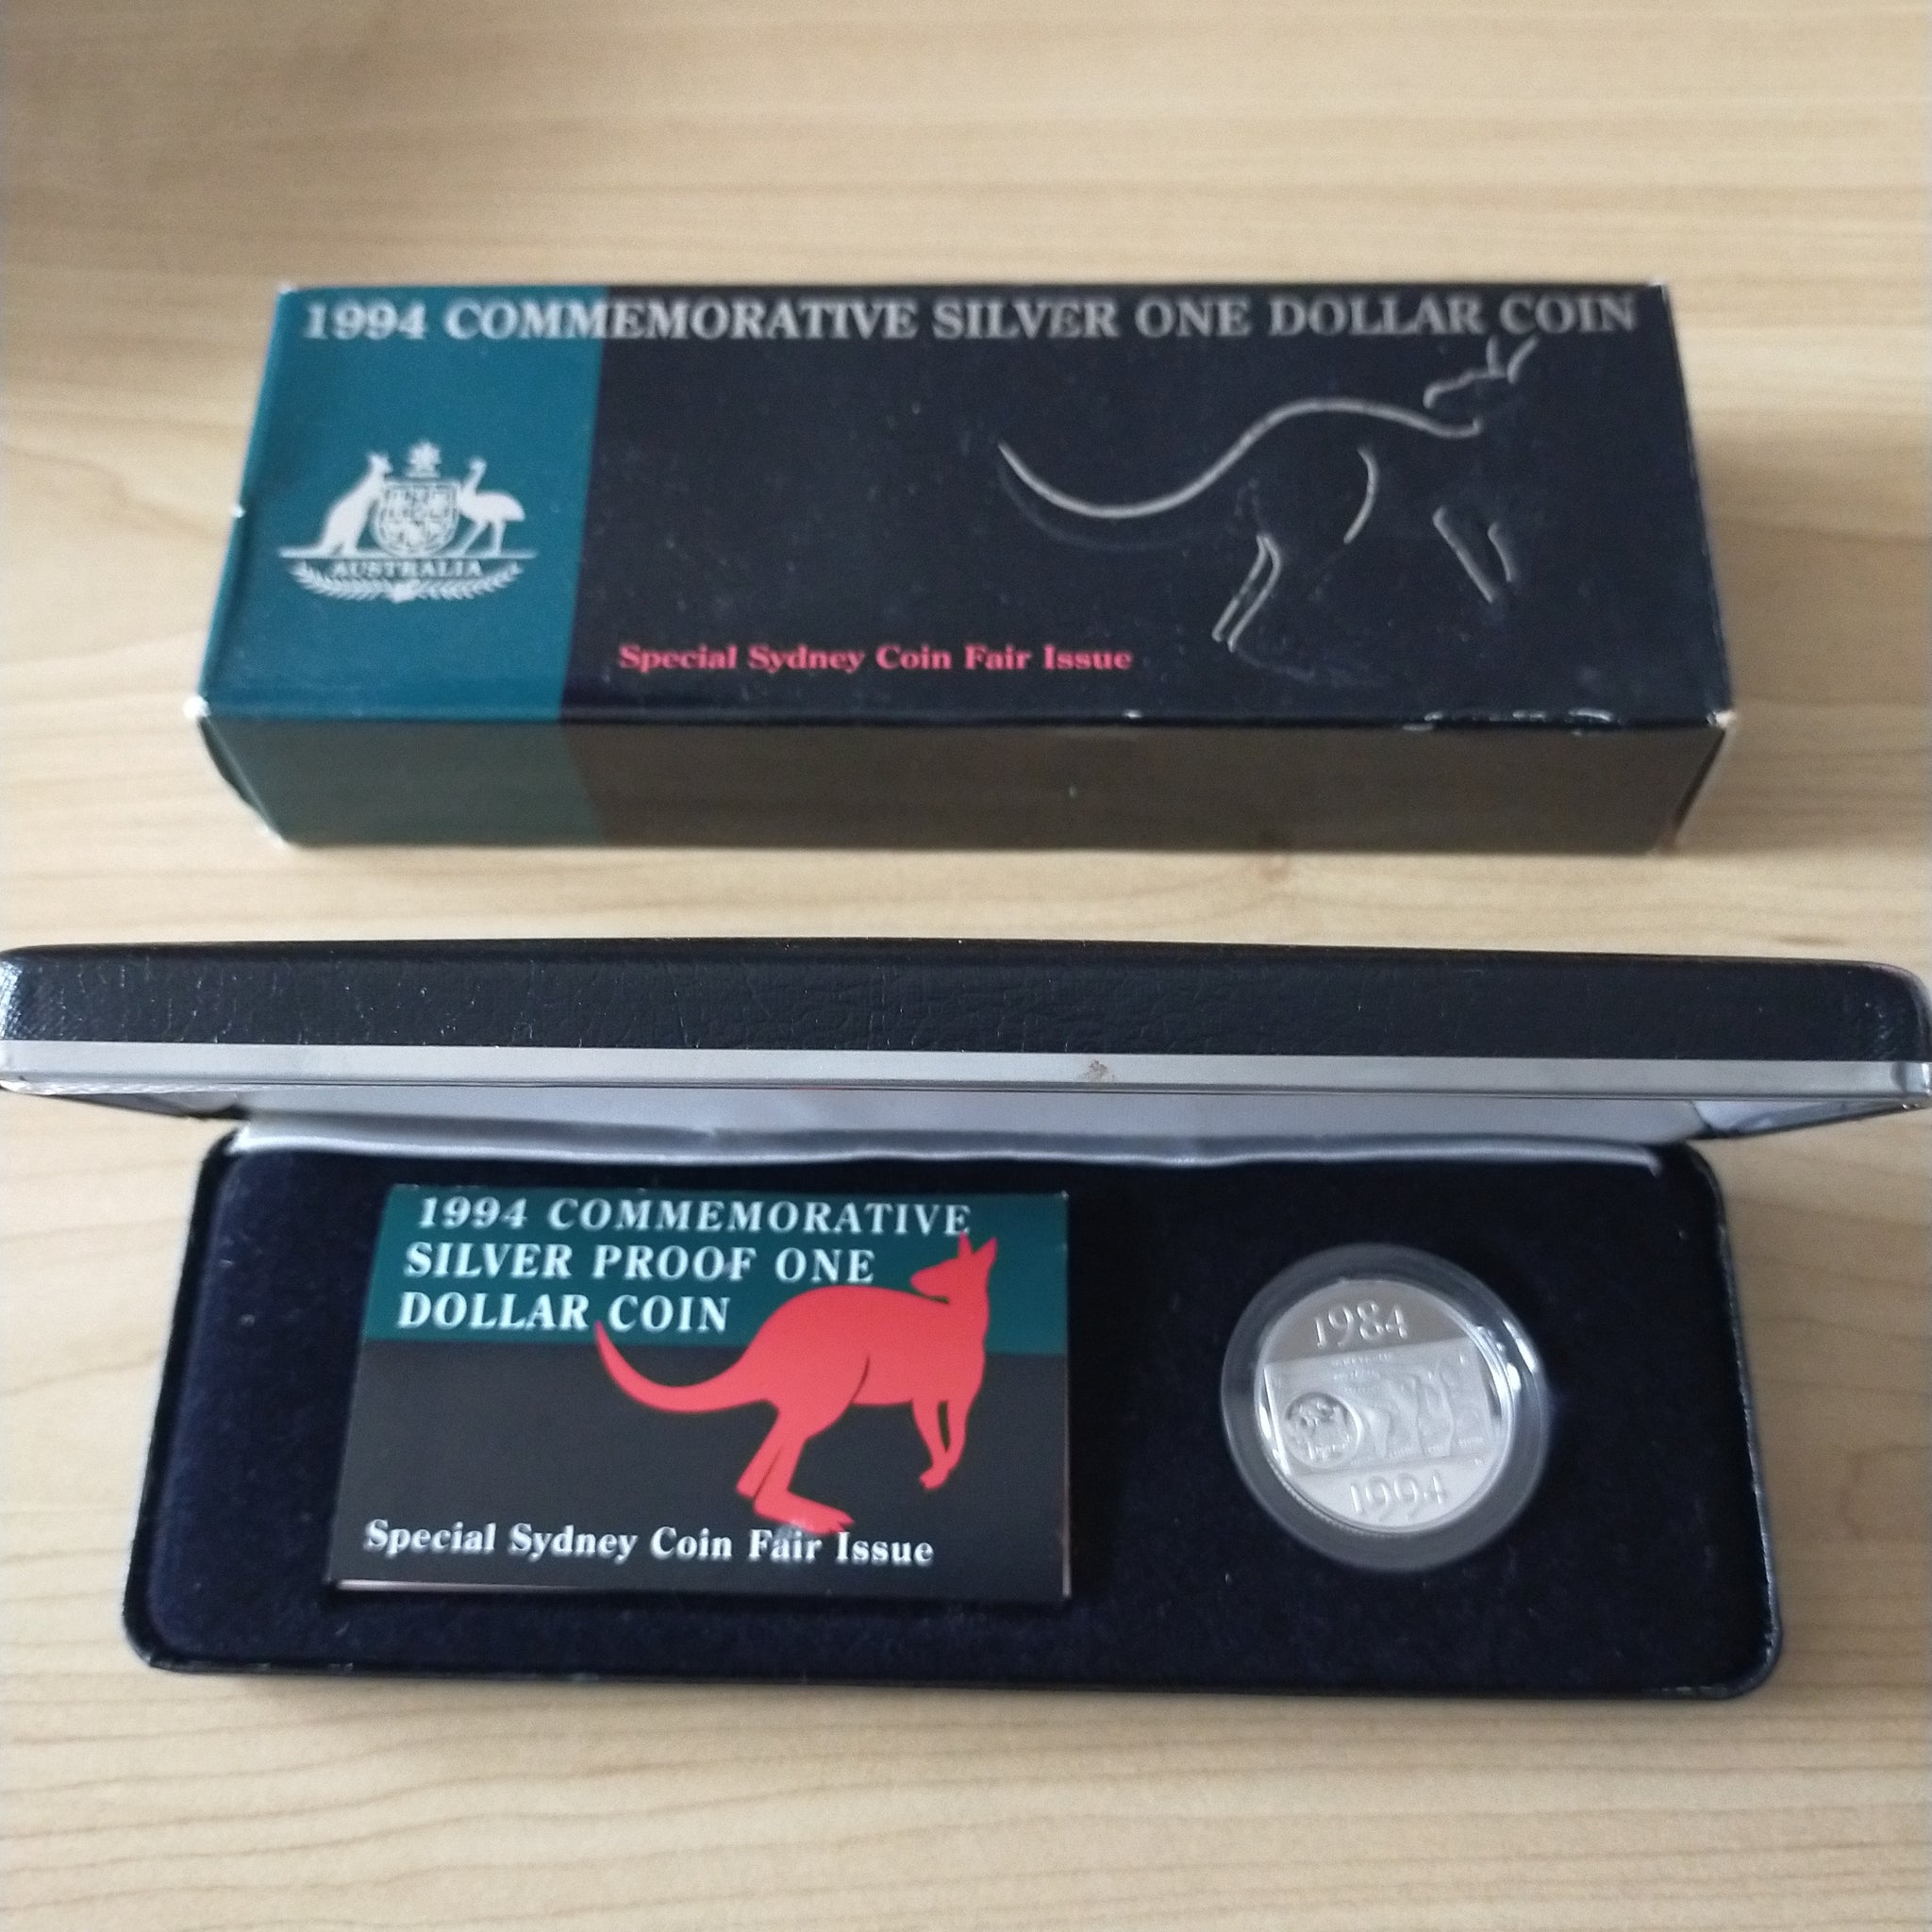 1994 COMMEMORATIVE SILVER ONE DOLLAR COIN
AUSTRALIA
Special Sydney Coin Fair Issue
1994 COMMEMORATIVE
SILVER PROOF ONE
DOLLAR COIN
Special Sydney Coin Fair Issue
1984
1994